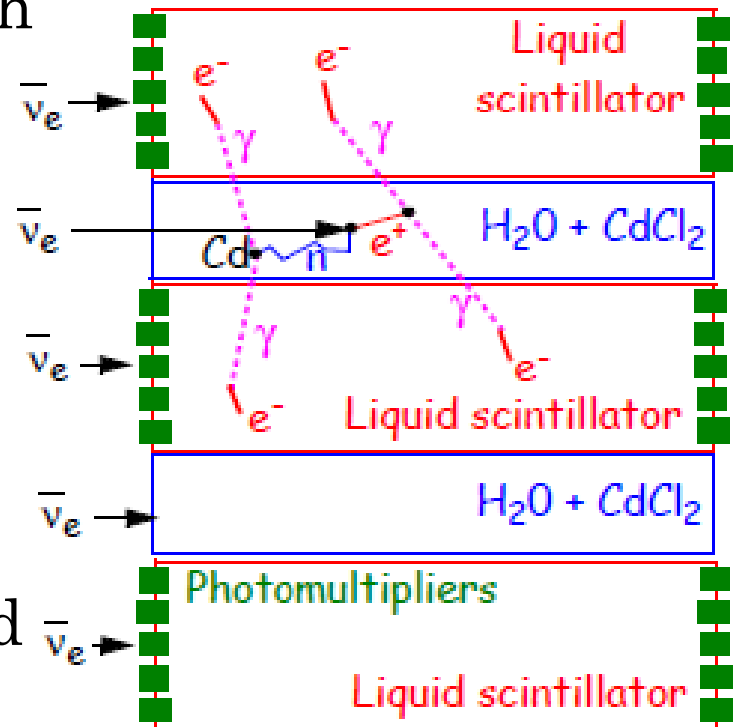 n
Liquid
scintillator
e⁻
e⁻
γ
γ
ν̅ₑ
ν̅ₑ
H₂O + CdCl₂
Cd
n
e⁺
γ
γ
ν̅ₑ
e⁻
e⁻
Liquid scintillator
ν̅ₑ
H₂O + CdCl₂
Photomultipliers
d
ν̅ₑ
Liquid scintillator